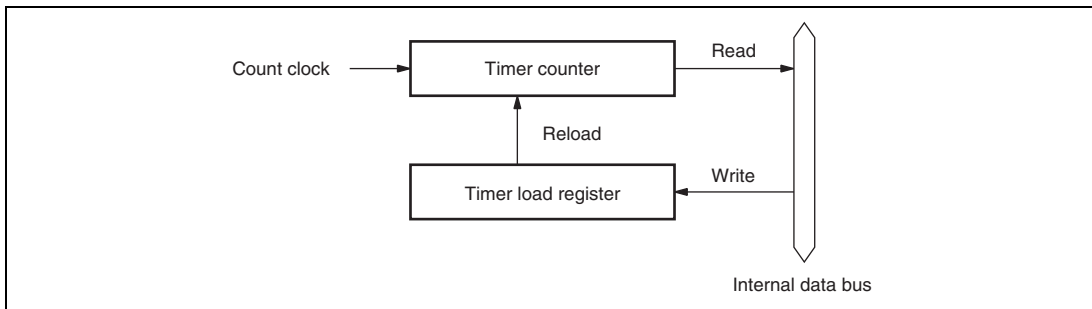 Read
Count clock
Timer counter
Reload
Write
Timer load register
Internal data bus